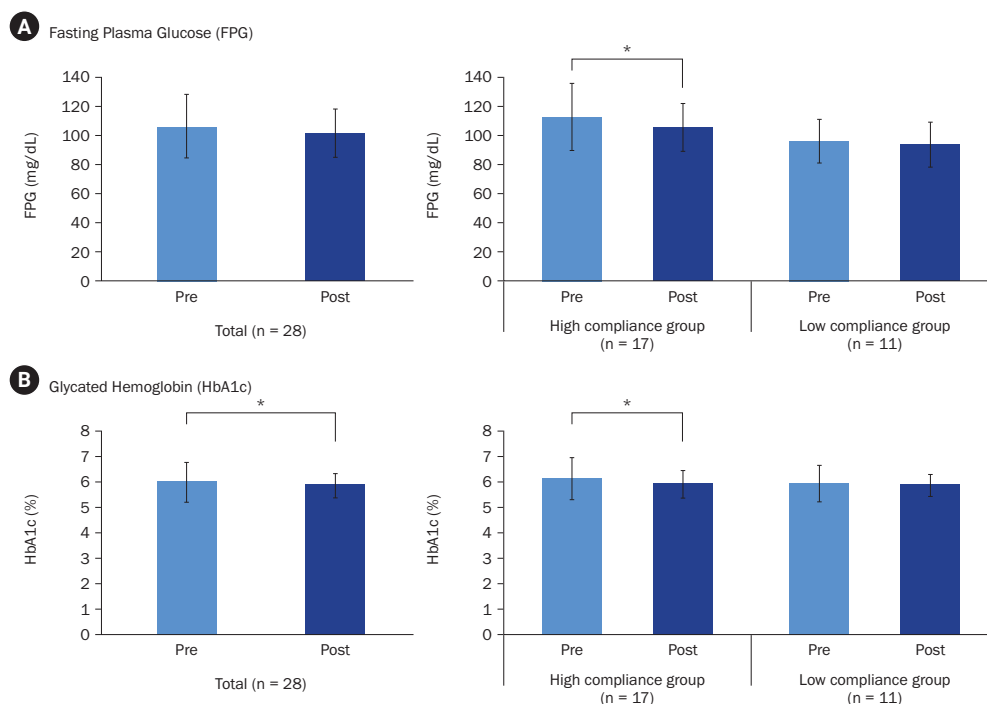 A Fasting Plasma Glucose (FPG)
FPG (mg/dL)
140
120
100
80
60
40
20
0
Pre Post
Total (n = 28)
*
FPG (mg/dL)
140
120
100
80
60
40
20
0
Pre Post Pre Post
High compliance group Low compliance group
(n = 17) (n = 11)
B Glycated Hemoglobin (HbA1c)
*
HbA1c (%)
8
7
6
5
4
3
2
1
0
Pre Post
Total (n = 28)
*
HbA1c (%)
8
7
6
5
4
3
2
1
0
Pre Post Pre Post
High compliance group Low compliance group
(n = 17) (n = 11)